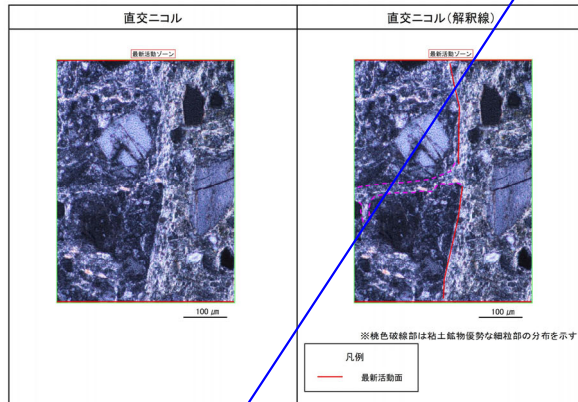 直交ニコル
直交ニコル(解釈線)
最新活動ゾーン
最新活動ゾーン
100 μm
100 μm
※桃色破線部は粘土鉱物優勢な細粒部の分布を示す
凡例
最新活動面